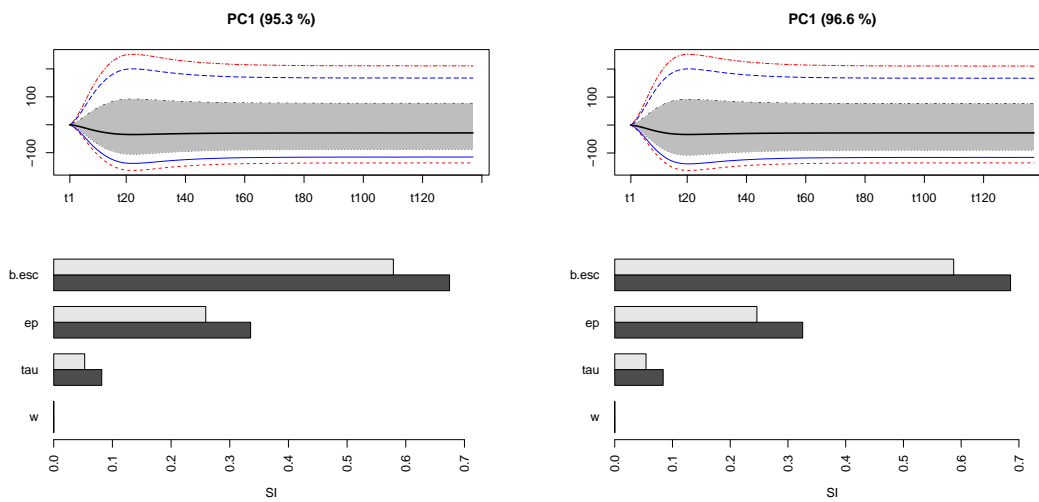 PC1 (95.3 %)
100
−100
t1 t20 t40 t60 t80 t100 t120
b.esc
ep
tau
w
0.0 0.1 0.2 0.3 0.4 0.5 0.6 0.7
SI
PC1 (96.6 %)
100
−100
t1 t20 t40 t60 t80 t100 t120
b.esc
ep
tau
w
0.0 0.1 0.2 0.3 0.4 0.5 0.6 0.7
SI